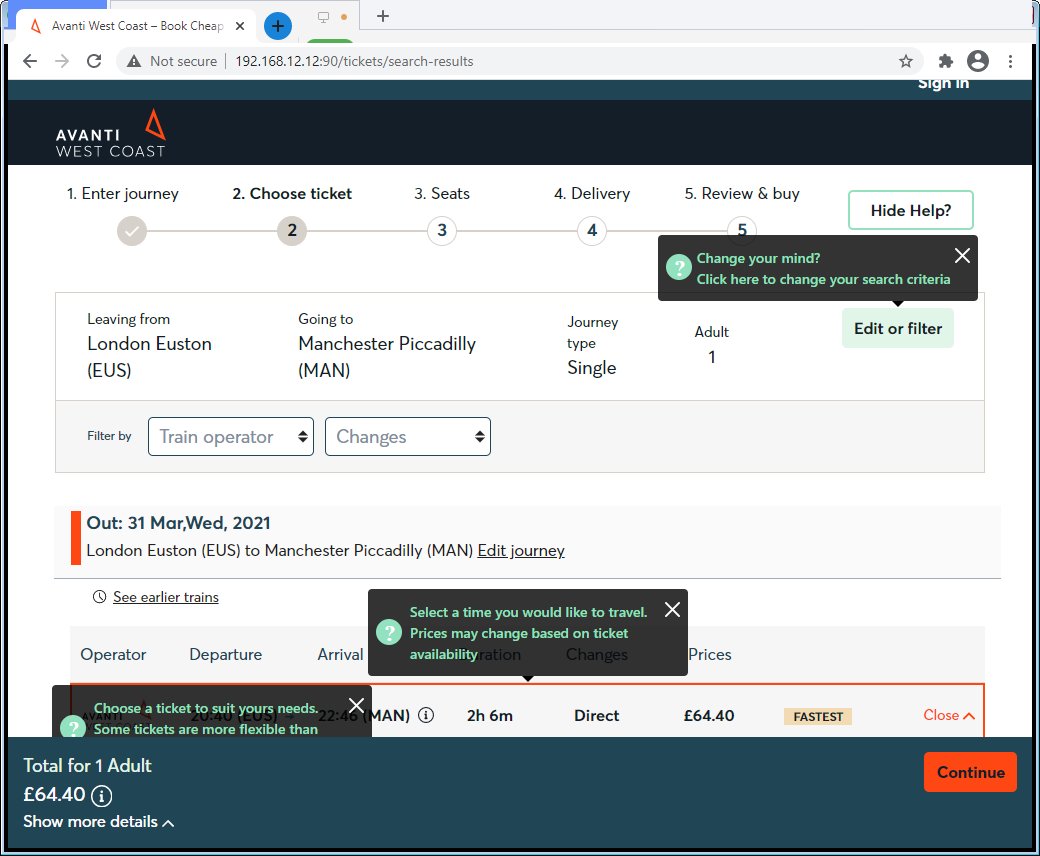 Avanti West Coast – Book Cheap
Not secure
192.168.12.12:90/tickets/search-results
Sign in
AVANTI
WEST COAST
1. Enter journey
2. Choose ticket
3. Seats
4. Delivery
5. Review & buy
2
3
4
5
Hide Help?
Change your mind?
Click here to change your search criteria
Leaving from
London Euston
(EUS)
Going to
Manchester Piccadilly
(MAN)
Journey
type
Single
Adult
1
Edit or filter
Filter by
Train operator
Changes
Out: 31 Mar,Wed, 2021
London Euston (EUS) to Manchester Piccadilly (MAN) Edit journey
See earlier trains
Select a time you would like to travel.
Prices may change based on ticket
availability
Operator
Departure
Arrival
Duration
Changes
Prices
Choose a ticket to suit yours needs.
Some tickets are more flexible than
AVANTI
20:40 (EUS)
22:46 (MAN)
2h 6m
Direct
£64.40
FASTEST
Close
Total for 1 Adult
£64.40
Show more details
Continue